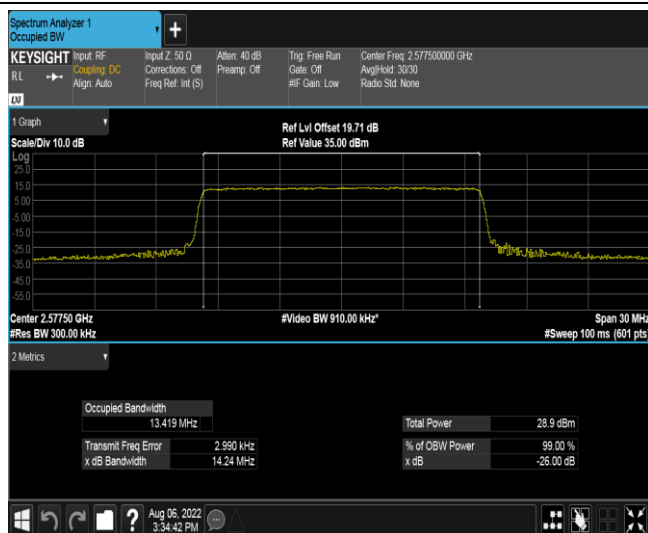 Spectrum Analyzer 1
Occupied BW
+
KEYSIGHT Input: RF Input Z: 50 Ω Atten: 40 dB Trig: Free Run Center Freq: 2.577500000 GHz
RL Coupling: DC Corrections: Off Preamp: Off Gate: Off Avg|Hold: 30/30
Align: Auto Freq Ref: Int (S) #IF Gain: Low Radio Std: None
LXI
1 Graph
Ref Lvl Offset 19.71 dB
Scale/Div 10.0 dB Ref Value 35.00 dBm
Log
25.0
15.0
5.00
-5.00
-15.0
-25.0
-35.0
-45.0
-55.0
Center 2.57750 GHz #Video BW 910.00 kHz* Span 30 MHz
#Res BW 300.00 kHz #Sweep 100 ms (601 pts)
2 Metrics
Occupied Bandwidth
13.419 MHz Total Power 28.9 dBm
Transmit Freq Error 2.990 kHz % of OBW Power 99.00 %
x dB Bandwidth 14.24 MHz x dB -26.00 dB
? Aug 06, 2022
3:34:42 PM